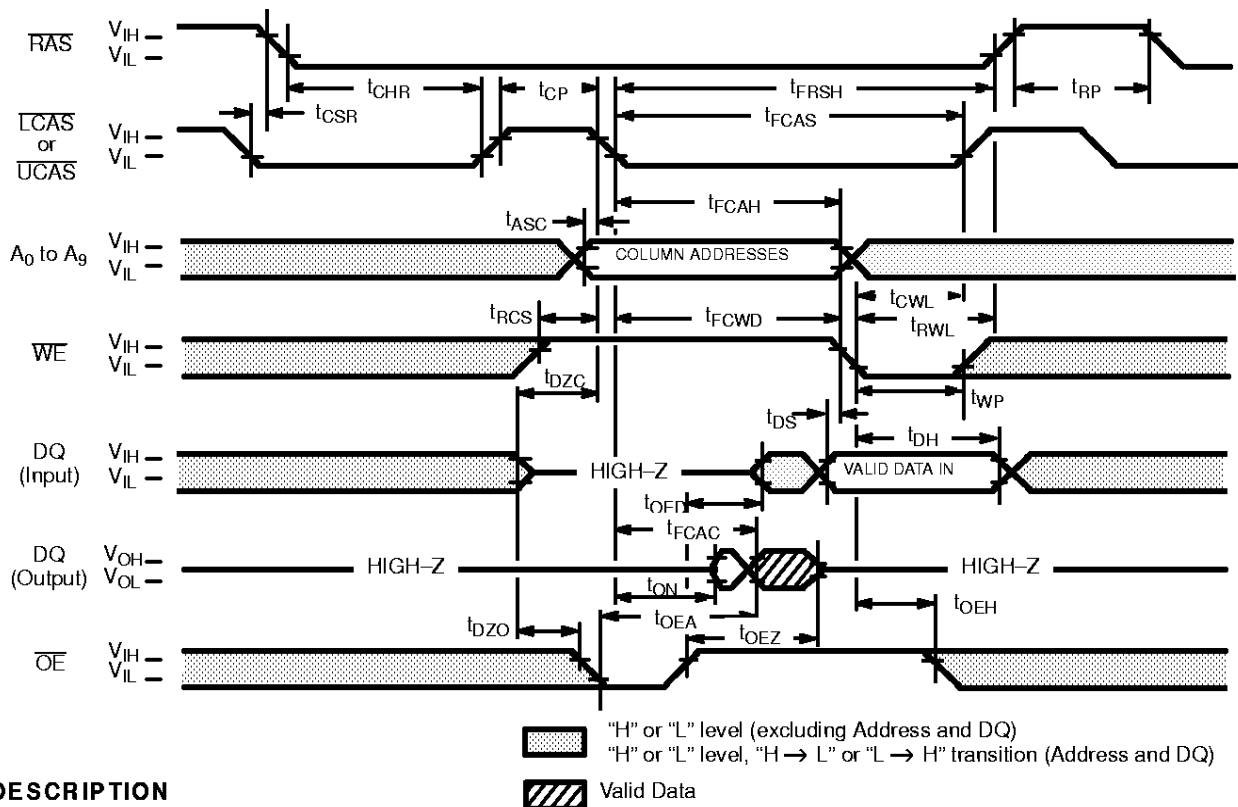 RAS
VIH
VIL
tCHR
tCP
tFRSH
tRP
tCSR
tFCAS
LCAS
or
UCAS
VIH
VIL
tASC
tFCAH
A0 to A9
VIH
VIL
COLUMN ADDRESSES
tCWL
tRCS
tFCWD
tRWL
WE
VIH
VIL
tDZC
tWP
tDS
tDH
DQ
(Input)
VIH
VIL
HIGH–Z
VALID DATA IN
tOED
tFCAC
DQ
(Output)
VOH
VOL
HIGH–Z
HIGH–Z
tON
tOEH
tOEA
tDZO
tOEZ
OE
VIH
VIL
“H” or “L” level (excluding Address and DQ)
“H” or “L” level, “H → L” or “L → H” transition (Address and DQ)
DESCRIPTION
Valid Data